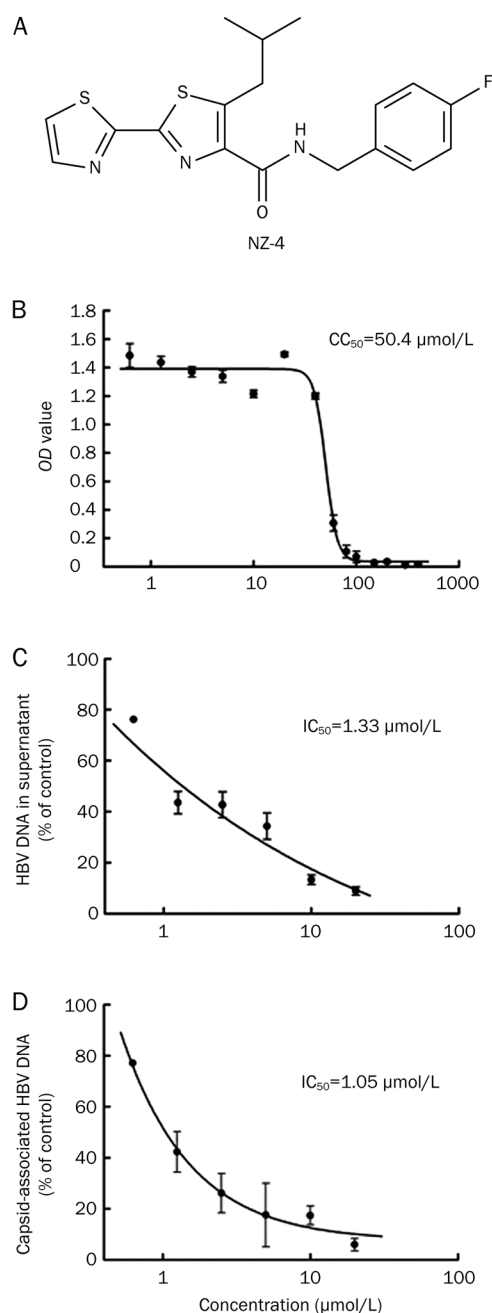 A
S
S
N
N
H
N
O
F
NZ-4
B
OD value
1.8
1.6
1.4
1.2
1.0
0.8
0.6
0.4
0.2
0
CC₅₀=50.4 µmol/L
1 10 100 1000
C
HBV DNA in supernatant
(% of control)
100
80
60
40
20
0
IC₅₀=1.33 µmol/L
1 10 100
D
Capsid-associated HBV DNA
(% of control)
100
80
60
40
20
0
IC₅₀=1.05 µmol/L
1 10 100
Concentration (µmol/L)